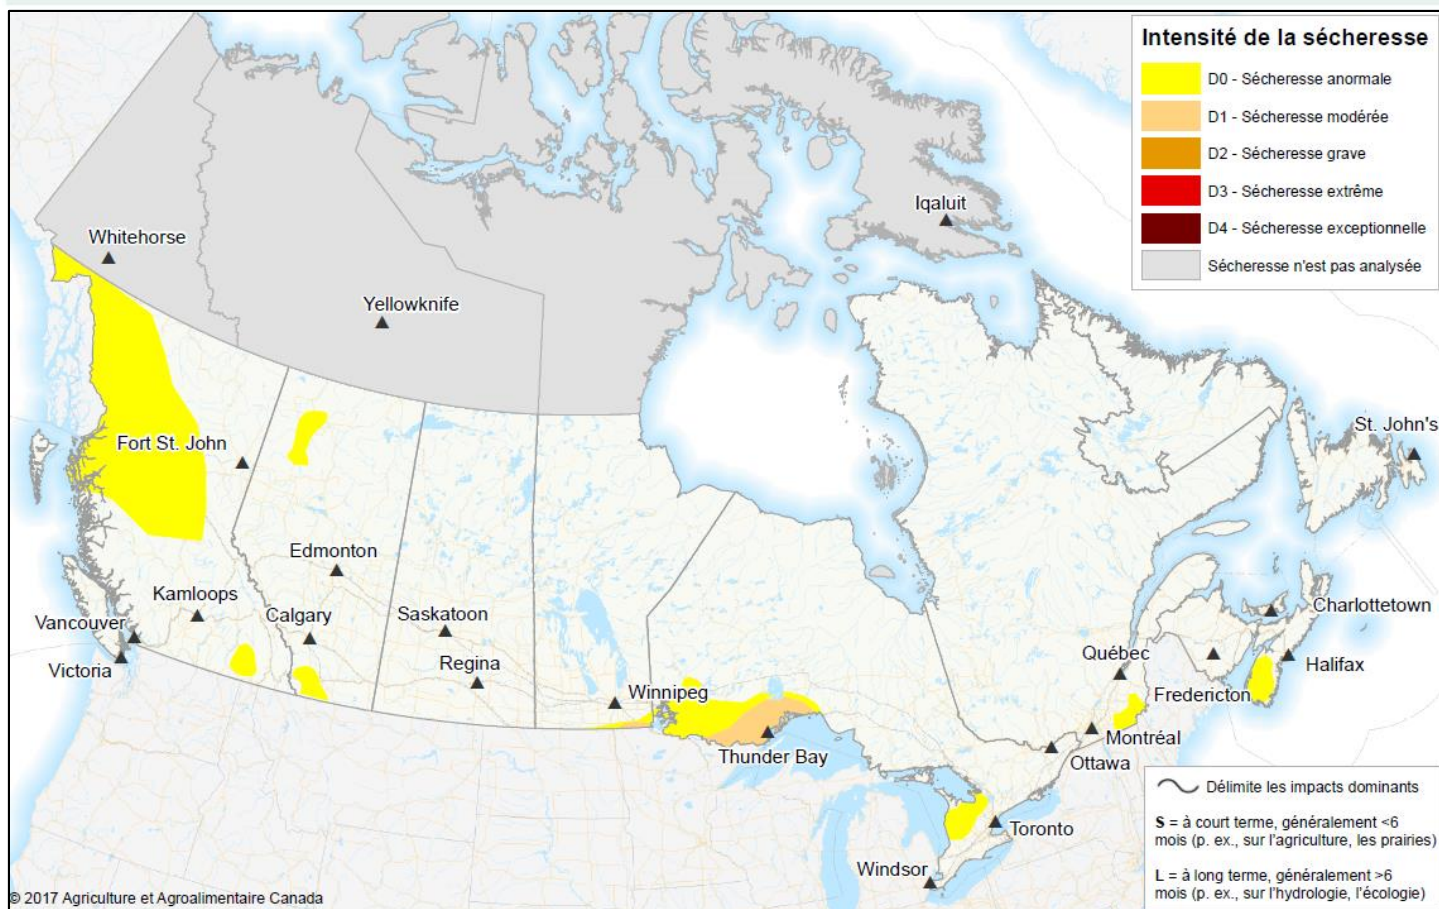 Intensité de la sécheresse
D0 - Sécheresse anormale
D1 - Sécheresse modérée
D2 - Sécheresse grave
D3 - Sécheresse extrême
D4 - Sécheresse exceptionnelle
Sécheresse n'est pas analysée
Iqaluit
Whitehorse
Yellowknife
Fort St. John
St. John's
Edmonton
Kamloops
Calgary
Saskatoon
Charlottetown
Vancouver
Victoria
Regina
Québec
Halifax
Winnipeg
Fredericton
Montréal
Thunder Bay
Ottawa
Toronto
Windsor
Délimite les impacts dominants
S = à court terme, généralement <6
mois (p. ex., sur l'agriculture, les prairies)
L = à long terme, généralement >6
mois (p. ex., sur l'hydrologie, l'écologie)
© 2017 Agriculture et Agroalimentaire Canada